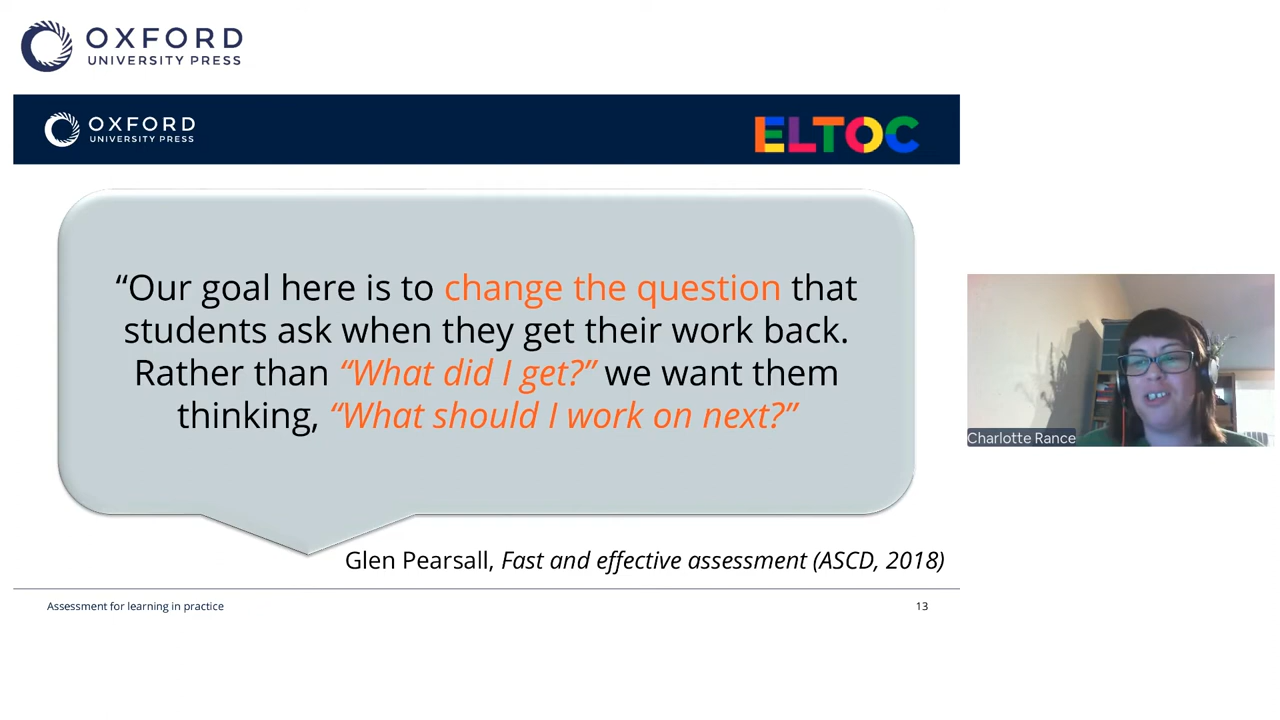 OXFORD
UNIVERSITY PRESS
OXFORD
UNIVERSITY PRESS
ELTOC
“Our goal here is to change the question that
students ask when they get their work back.
Rather than “What did I get?” we want them
thinking, “What should I work on next?”
Glen Pearsall, Fast and effective assessment (ASCD, 2018)
Charlotte Rance
Assessment for learning in practice
13